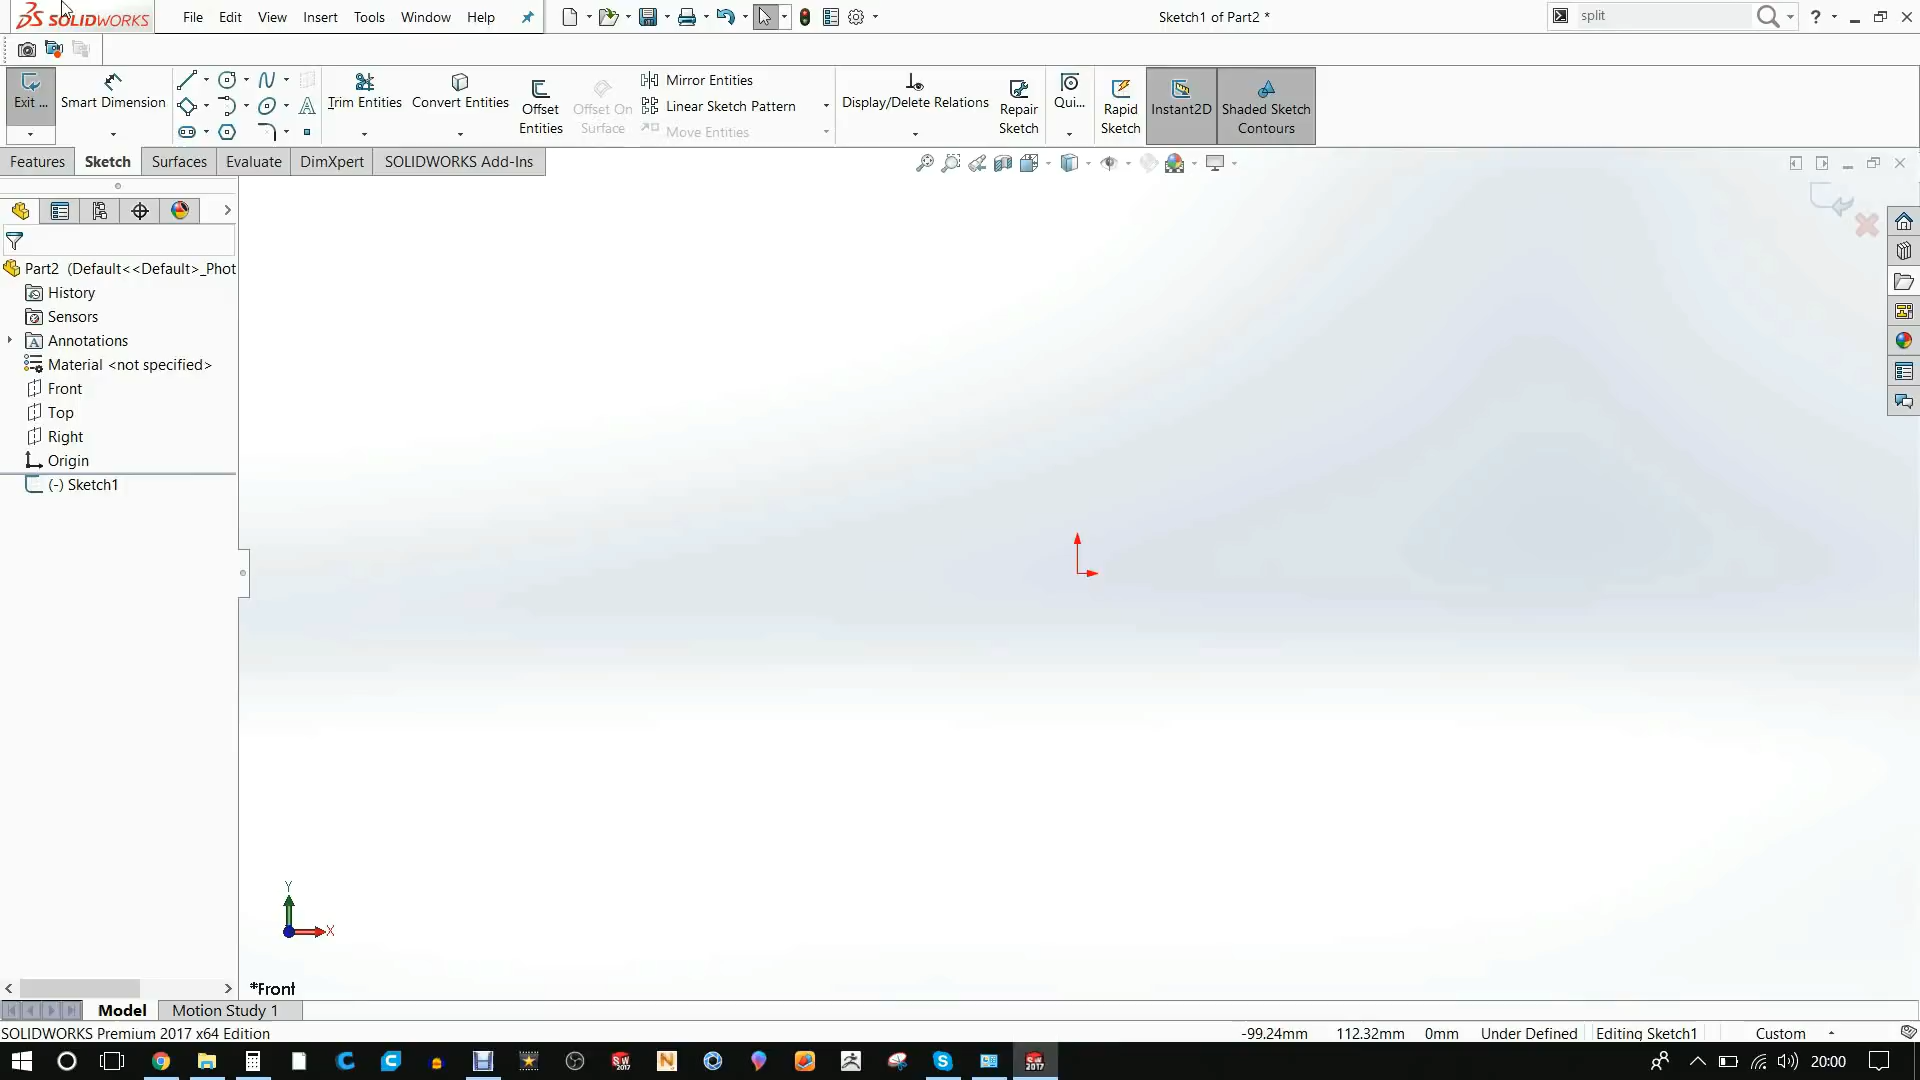 SOLIDWORKS File Edit View Insert Tools Window Help Sketch1 of Part2 * split ?
Exit ... Smart Dimension Trim Entities Convert Entities Offset Entities Offset On Surface Mirror Entities Linear Sketch Pattern Move Entities Display/Delete Relations Repair Sketch Qui... Rapid Sketch Instant2D Shaded Sketch Contours
Features Sketch Surfaces Evaluate DimXpert SOLIDWORKS Add-Ins
Part2 (Default<<Default>_Phot
History
Sensors
Annotations
Material <not specified>
Front
Top
Right
Origin
(-) Sketch1
Y
X
*Front
Model Motion Study 1
SOLIDWORKS Premium 2017 x64 Edition -99.24mm 112.32mm 0mm Under Defined Editing Sketch1 Custom
20:00